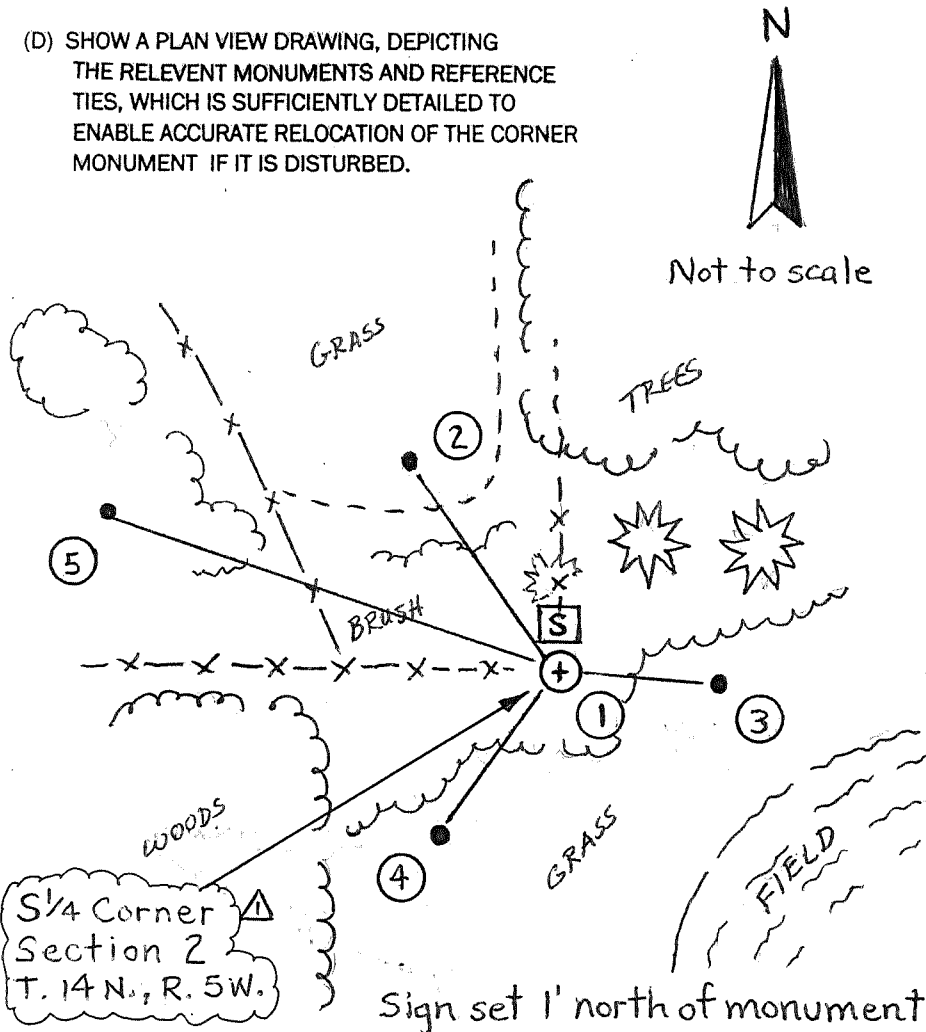 (D) SHOW A PLAN VIEW DRAWING, DEPICTING
THE RELEVENT MONUMENTS AND REFERENCE
TIES, WHICH IS SUFFICIENTLY DETAILED TO
ENABLE ACCURATE RELOCATION OF THE CORNER
MONUMENT IF IT IS DISTURBED.
N
Not to scale
GRASS
TREES
2
5
S
BRUSH
1
3
WOODS
4
GRASS
FIELD
S 1/4 Corner 1
Section 2
T. 14 N., R. 5W.
Sign set 1' north of monument